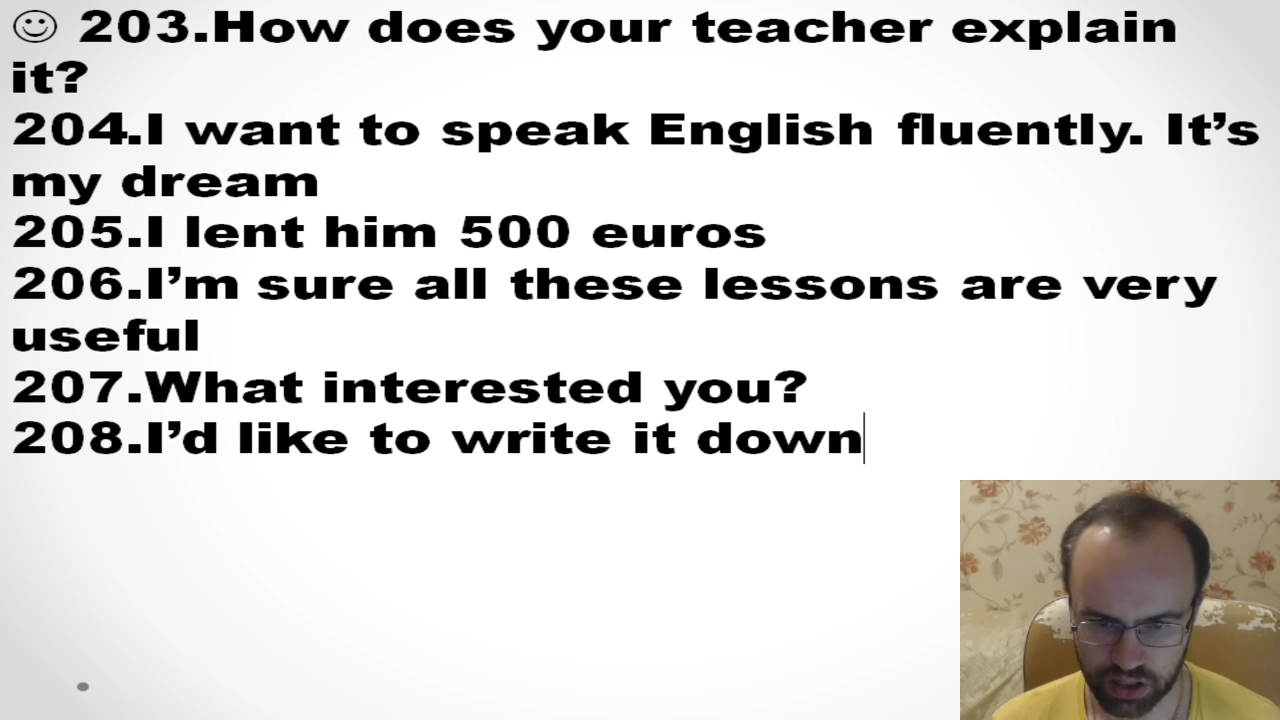 ☺ 203.How does your teacher explain
it?
204.I want to speak English fluently. It’s
my dream
205.I lent him 500 euros
206.I’m sure all these lessons are very
useful
207.What interested you?
208.I’d like to write it down